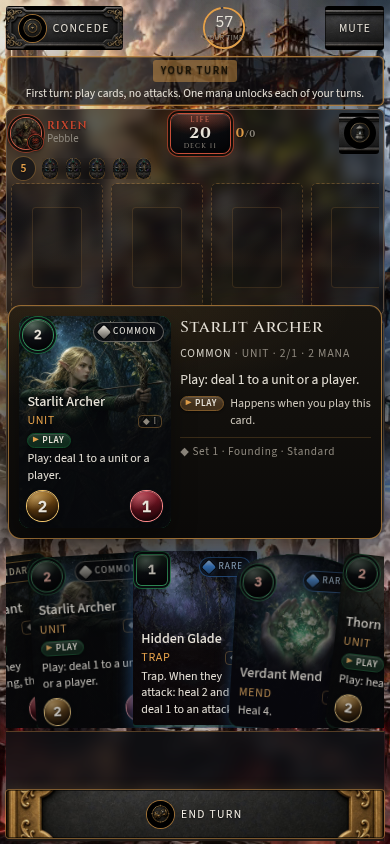 CONCEDE
57
MUTE
YOUR TURN
First turn: play cards, no attacks. One mana unlocks each of your turns.
RIXEN
Pebble
LIFE
20
DECK 11
0/0
5
2
COMMON
Starlit Archer
UNIT
1
PLAY
Play: deal 1 to a unit or a
player.
2
1
STARLIT ARCHER
COMMON · UNIT · 2/1 · 2 MANA
Play: deal 1 to a unit or a player.
PLAY
Happens when you play this
card.
Set 1 · Founding · Standard
2
Starlit Archer
UNIT
PLAY
Play: deal 1 to a
or a player.
2
1
RARE
Hidden Glade
TRAP
Trap. When they
attack: heal 2 and
deal 1 to an
3
Verdant Mend
MEND
Heal 4.
2
Thorn
UNIT
PLAY
Play:
2
END TURN